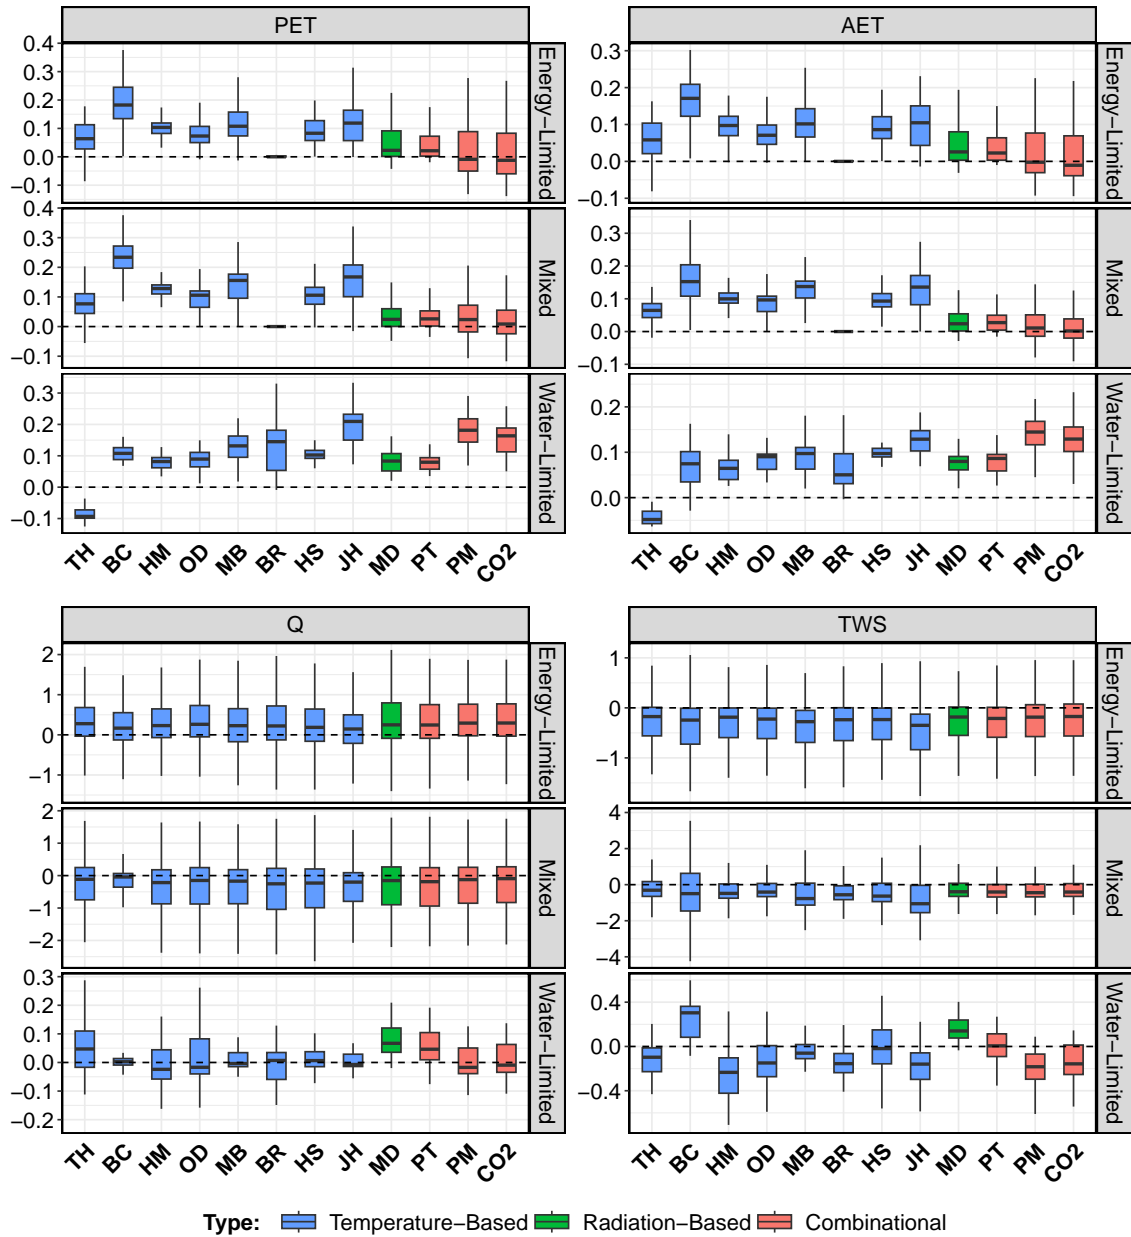 PET
0.4
0.3
0.2
0.1
0.0
−0.1
Energy−Limited
0.4
0.3
0.2
0.1
0.0
−0.1
Mixed
0.3
0.2
0.1
0.0
−0.1
Water−Limited
TH BC HM OD MB BR HS JH MD PT PM CO2
AET
0.3
0.2
0.1
0.0
−0.1
Energy−Limited
0.3
0.2
0.1
0.0
−0.1
Mixed
0.2
0.1
0.0
Water−Limited
TH BC HM OD MB BR HS JH MD PT PM CO2
Q
2
1
0
−1
Energy−Limited
2
1
0
−1
−2
Mixed
0.3
0.2
0.1
0.0
−0.1
−0.2
Water−Limited
TH BC HM OD MB BR HS JH MD PT PM CO2
TWS
1
0
−1
Energy−Limited
4
2
0
−2
−4
Mixed
0.4
0.0
−0.4
Water−Limited
TH BC HM OD MB BR HS JH MD PT PM CO2
Type: Temperature−Based Radiation−Based Combinational